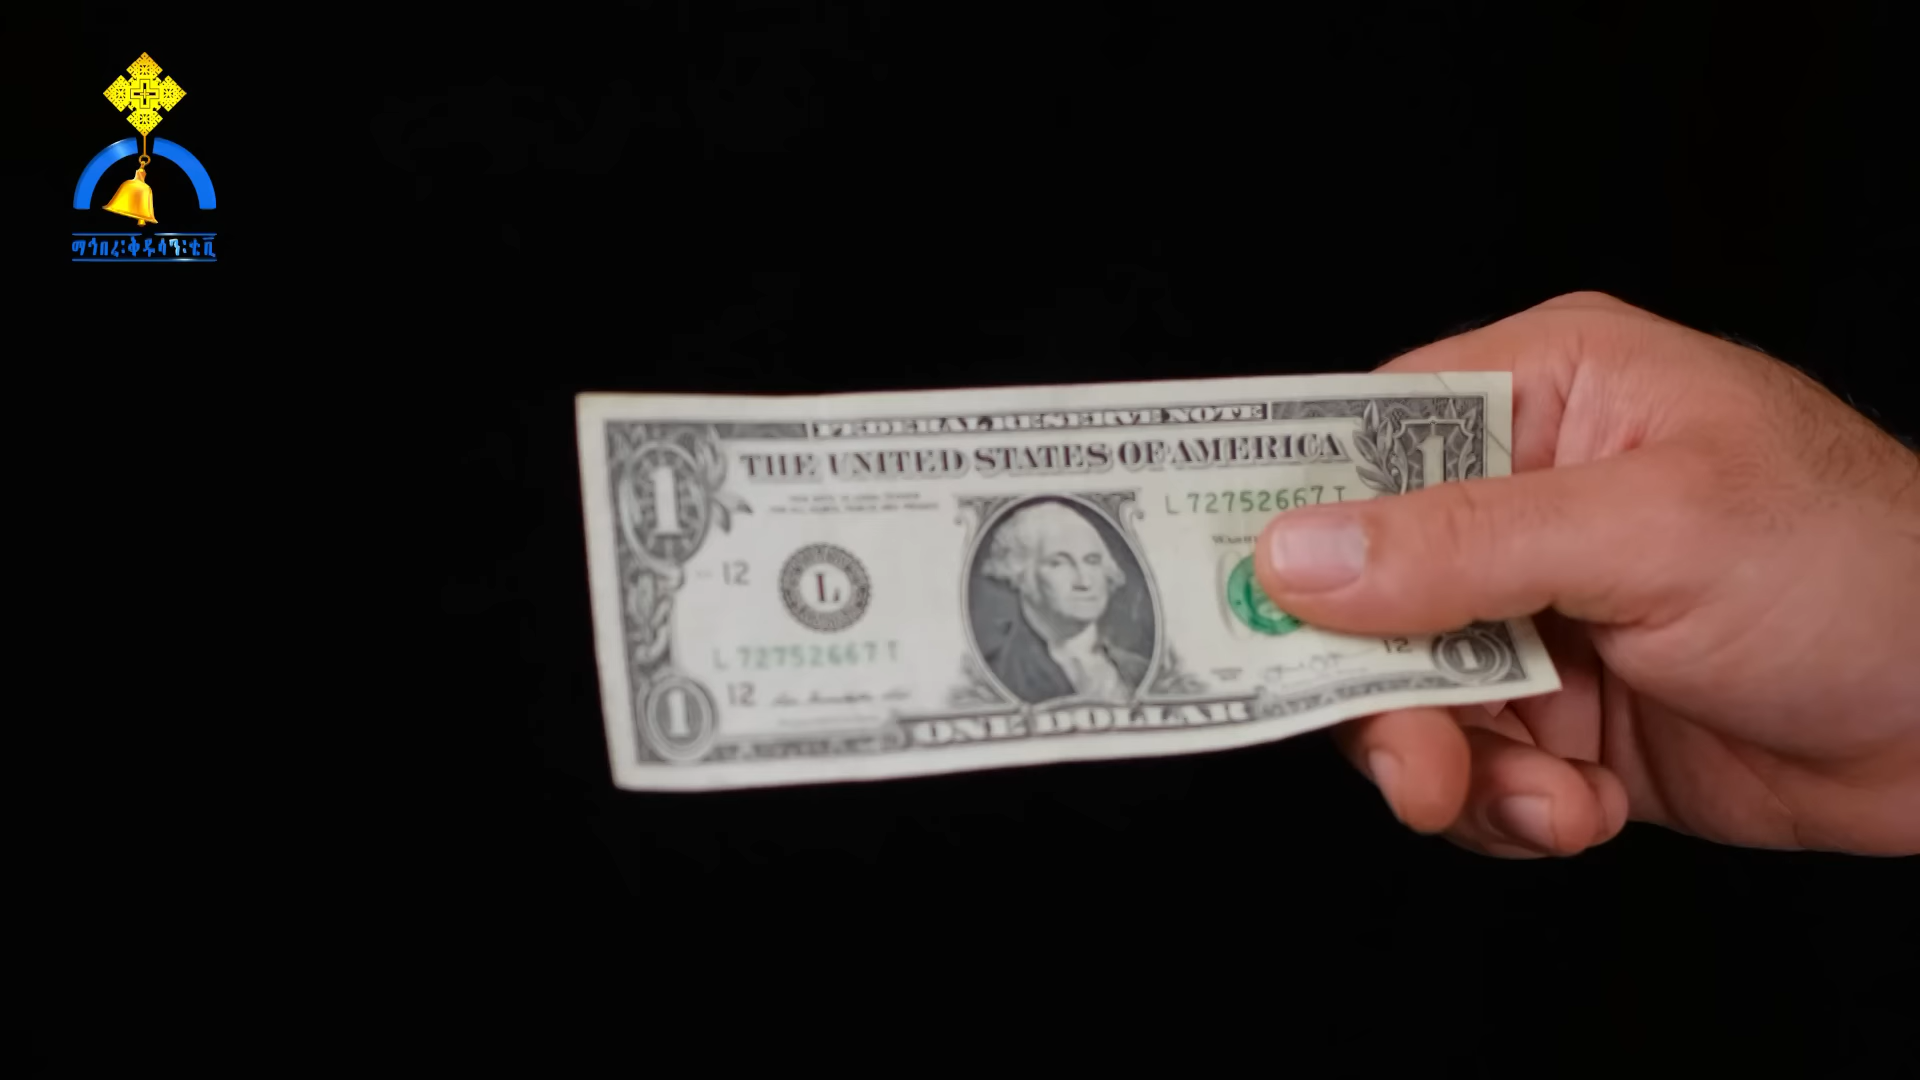 ማኅበረ፡ቅዱሳን፡ቲቪ
FEDERAL RESERVE NOTE
THE UNITED STATES OF AMERICA
1
1
L 72752667 T
12
L
L 72752667 T
12
12
1
1
ONE DOLLAR